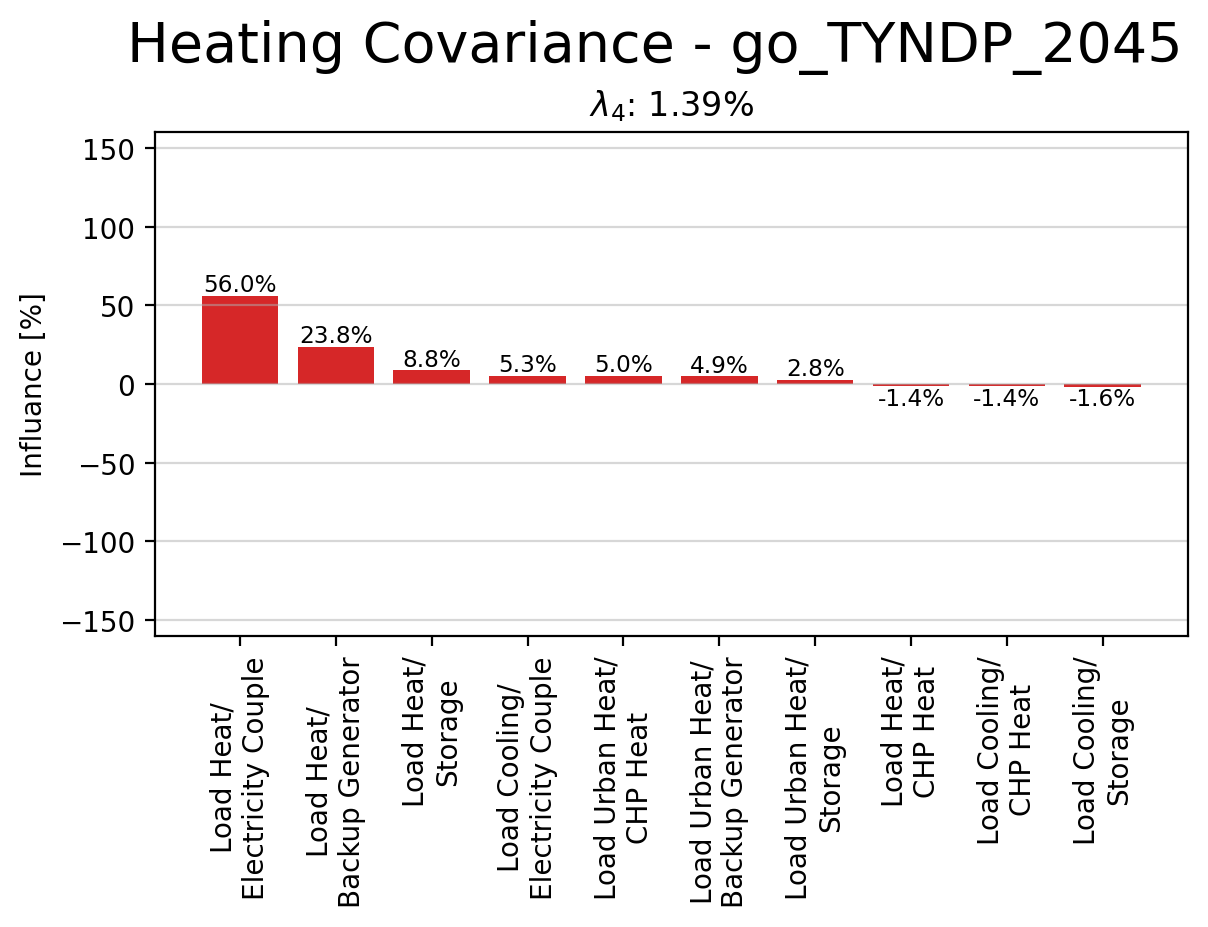 Heating Covariance - go_TYNDP_2045
λ4: 1.39%
Influance [%]
150
100
50
0
−50
−100
−150
56.0%
23.8%
8.8%
5.3%
5.0%
4.9%
2.8%
-1.4%
-1.4%
-1.6%
Load Heat/
Electricity Couple
Load Heat/
Backup Generator
Load Heat/
Storage
Load Cooling/
Electricity Couple
Load Urban Heat/
CHP Heat
Load Urban Heat/
Backup Generator
Load Urban Heat/
Storage
Load Heat/
CHP Heat
Load Cooling/
CHP Heat
Load Cooling/
Storage